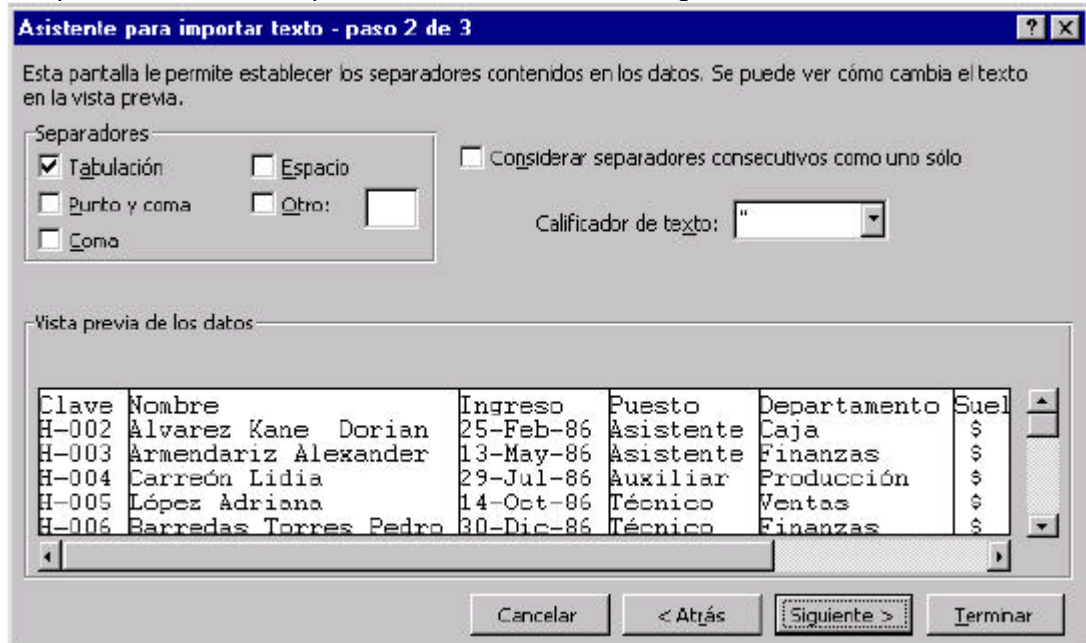 Asistente para importar texto - paso 2 de 3
Esta pantalla le permite establecer los separadores contenidos en los datos. Se puede ver cómo cambia el texto
en la vista previa.
Separadores
Tabulación Espacio
Punto y coma Otro:
Coma
Considerar separadores consecutivos como uno sólo
Calificador de texto: "
Vista previa de los datos
Clave Nombre Ingreso Puesto Departamento Suel
H-002 Alvarez Kane Dorian 25-Feb-86 Asistente Caja $
H-003 Armendariz Alexander 13-May-86 Asistente Finanzas $
H-004 Carreón Lidia 29-Jul-86 Auxiliar Producción $
H-005 López Adriana 14-Oct-86 Técnico Ventas $
H-006 Barredas Torres Pedro 30-Dic-86 Técnico Finanzas $
Cancelar < Atrás Siguiente > Terminar